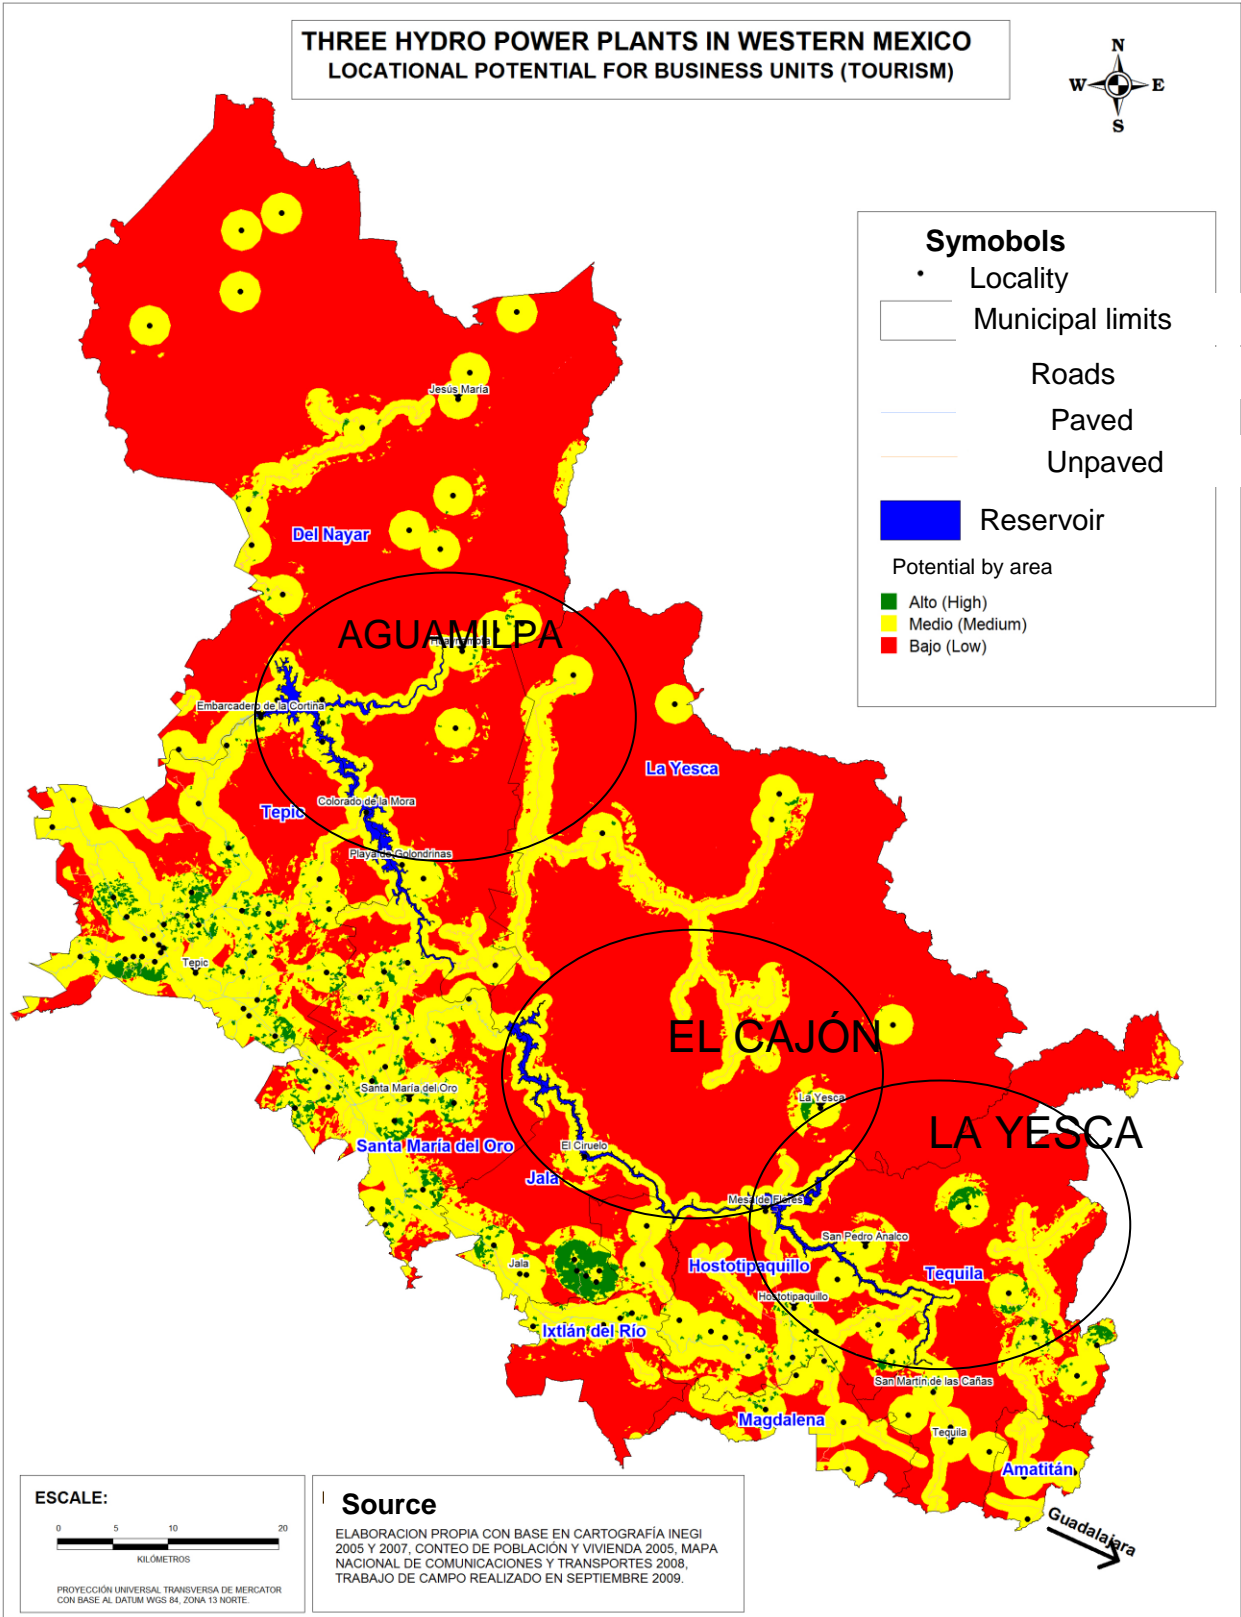 THREE HYDRO POWER PLANTS IN WESTERN MEXICO
LOCATIONAL POTENTIAL FOR BUSINESS UNITS (TOURISM)
N
W E
S
Symobols
Locality
Municipal limits
Roads
Paved
Unpaved
Reservoir
Potential by area
Alto (High)
Medio (Medium)
Bajo (Low)
Jesús María
Del Nayar
AGUAMILPA
Embarcadero de la Cortina
La Yesca
Colorado de la Mora
Tepic
Playa de Golondrinas
Tepic
EL CAJÓN
Santa María del Oro
La Yesca
LA YESCA
Santa María del Oro
El Ciruelo
Jala
Mesa de Flores
San Pedro Analco
Jala
Hostotipaquillo
Tequila
Hostotipaquillo
Ixtlán del Río
San Martín de las Cañas
Magdalena
Tequila
Amatitán
Guadalajara
ESCALE:
0 5 10 20
KILÓMETROS
PROYECCIÓN UNIVERSAL TRANSVERSA DE MERCATOR
CON BASE AL DATUM WGS 84, ZONA 13 NORTE.
Source
ELABORACION PROPIA CON BASE EN CARTOGRAFÍA INEGI
2005 Y 2007, CONTEO DE POBLACIÓN Y VIVIENDA 2005, MAPA
NACIONAL DE COMUNICACIONES Y TRANSPORTES 2008,
TRABAJO DE CAMPO REALIZADO EN SEPTIEMBRE 2009.